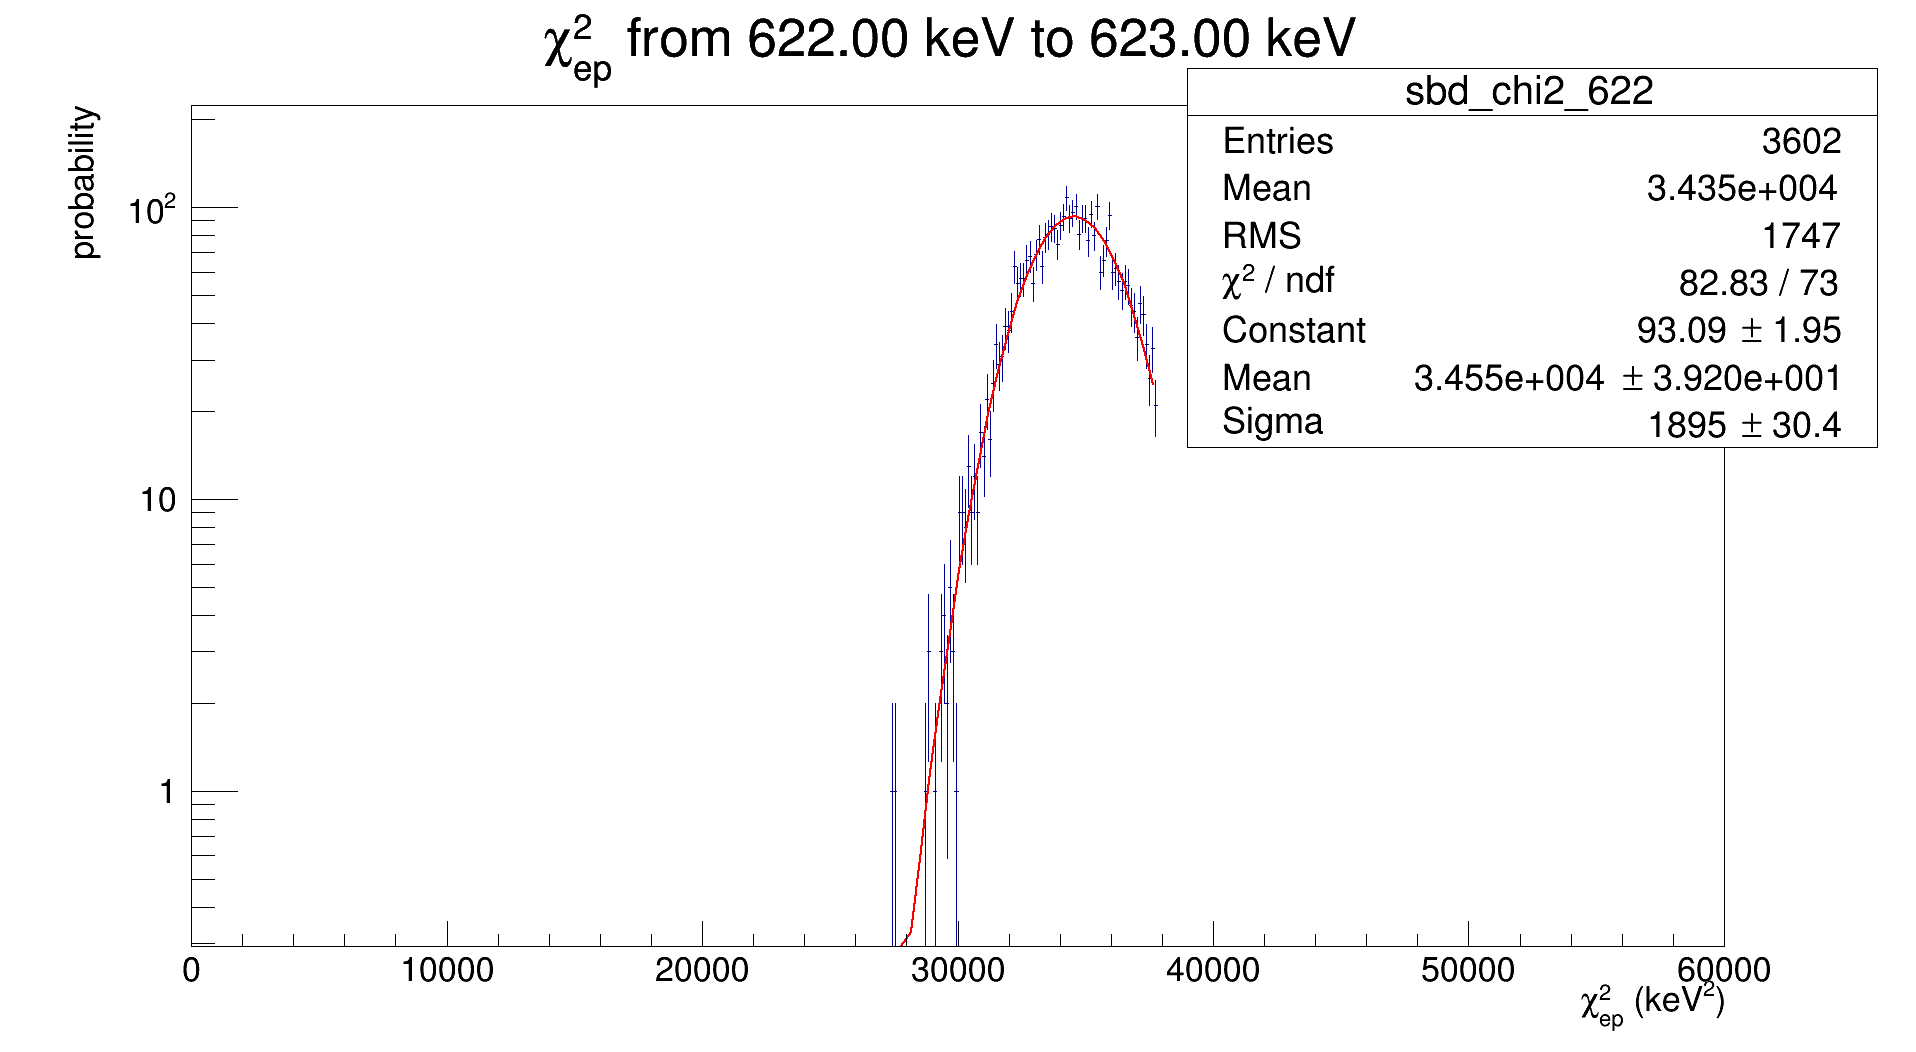 χ²ep from 622.00 keV to 623.00 keV
sbd_chi2_622
Entries 3602
Mean 3.435e+004
RMS 1747
χ² / ndf 82.83 / 73
Constant 93.09 ± 1.95
Mean 3.455e+004 ± 3.920e+001
Sigma 1895 ± 30.4
probability
10²
10
1
0 10000 20000 30000 40000 50000 60000
χ²ep (keV²)